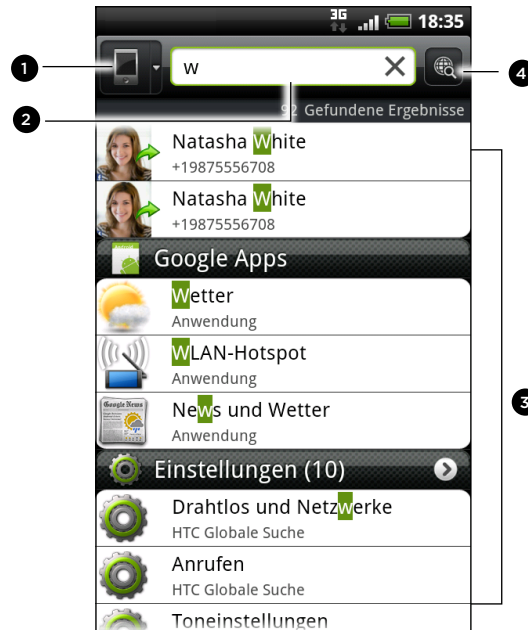 3G 18:35
1
w
4
2
92 Gefundene Ergebnisse
Natasha White
+19875556708
Natasha White
+19875556708
Google Apps
Wetter
Anwendung
WLAN-Hotspot
Anwendung
3
Google News
News und Wetter
Anwendung
Einstellungen (10)
Drahtlos und Netzwerke
HTC Globale Suche
Anrufen
HTC Globale Suche
Toneinstellungen